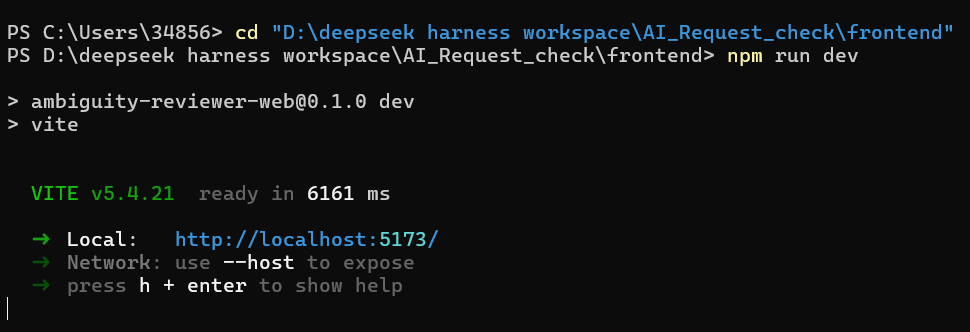 PS C:\Users\34856> cd "D:\deepseek harness workspace\AI_Request_check\frontend"
PS D:\deepseek harness workspace\AI_Request_check\frontend> npm run dev
> ambiguity-reviewer-web@0.1.0 dev
> vite
VITE v5.4.21  ready in 6161 ms
➜  Local:   http://localhost:5173/
➜  Network: use --host to expose
➜  press h + enter to show help